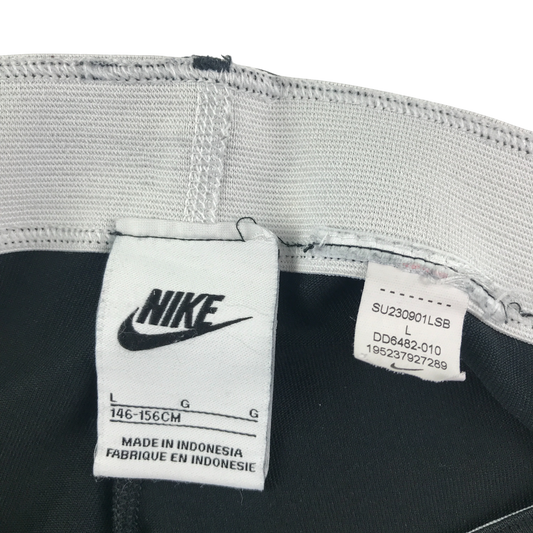 NIKE
L G G
146-156CM
MADE IN INDONESIA
FABRIQUE EN INDONESIE
SU230901LSB
L
DD6482-010
195237927289